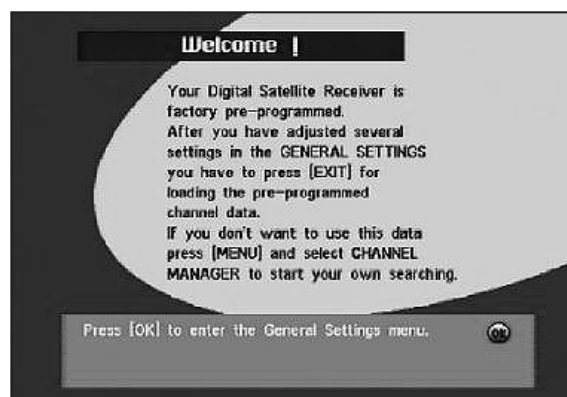 Welcome !
Your Digital Satellite Receiver is
factory pre-programmed.
After you have adjusted several
settings in the GENERAL SETTINGS
you have to press [EXIT] for
loading the pre-programmed
channel data.
If you don't want to use this data
press [MENU] and select CHANNEL
MANAGER to start your own searching.
Press [OK] to enter the General Settings menu.
OK